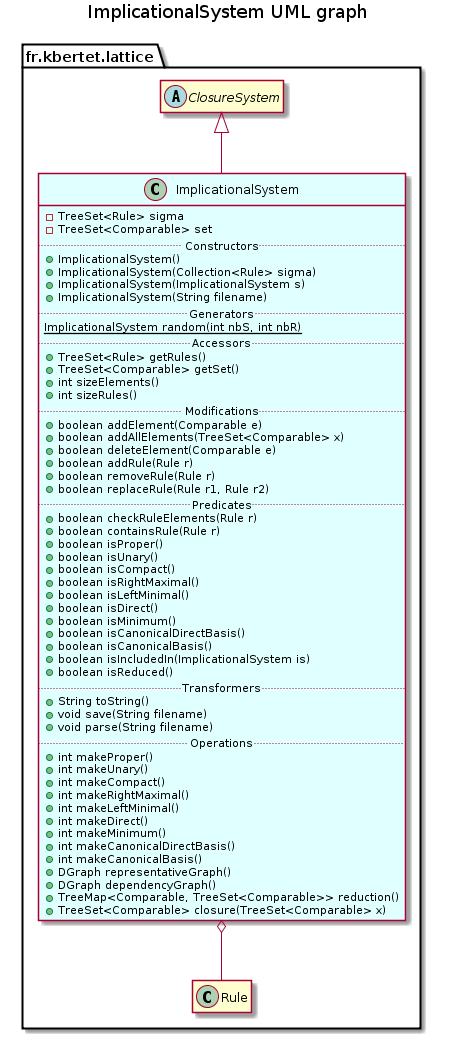 ImplicationalSystem UML graph
fr.kbertet.lattice
A ClosureSystem
C ImplicationalSystem
TreeSet<Rule> sigma
TreeSet<Comparable> set
Constructors
ImplicationalSystem()
ImplicationalSystem(Collection<Rule> sigma)
ImplicationalSystem(ImplicationalSystem s)
ImplicationalSystem(String filename)
Generators
ImplicationalSystem random(int nbS, int nbR)
Accessors
TreeSet<Rule> getRules()
TreeSet<Comparable> getSet()
int sizeElements()
int sizeRules()
Modifications
boolean addElement(Comparable e)
boolean addAllElements(TreeSet<Comparable> x)
boolean deleteElement(Comparable e)
boolean addRule(Rule r)
boolean removeRule(Rule r)
boolean replaceRule(Rule r1, Rule r2)
Predicates
boolean checkRuleElements(Rule r)
boolean containsRule(Rule r)
boolean isProper()
boolean isUnary()
boolean isCompact()
boolean isRightMaximal()
boolean isLeftMinimal()
boolean isDirect()
boolean isMinimum()
boolean isCanonicalDirectBasis()
boolean isCanonicalBasis()
boolean isIncludedIn(ImplicationalSystem is)
boolean isReduced()
Transformers
String toString()
void save(String filename)
void parse(String filename)
Operations
int makeProper()
int makeUnary()
int makeCompact()
int makeRightMaximal()
int makeLeftMinimal()
int makeDirect()
int makeMinimum()
int makeCanonicalDirectBasis()
int makeCanonicalBasis()
DGraph representativeGraph()
DGraph dependencyGraph()
TreeMap<Comparable, TreeSet<Comparable>> reduction()
TreeSet<Comparable> closure(TreeSet<Comparable> x)
C Rule